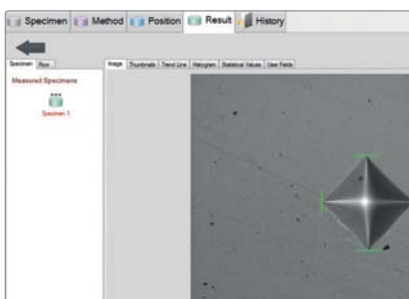 Specimen Method Position Result History
Specimen Row Image Thumbnails Trend Line Histogram Statistical Values User Fields
Measured Specimens
Specimen 1